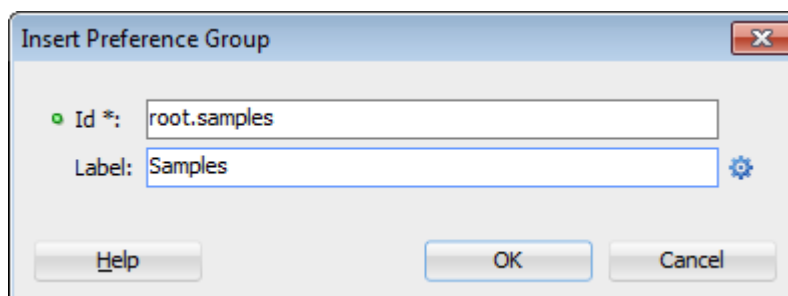 Insert Preference Group
Id *: root.samples
Label: Samples
Help OK Cancel